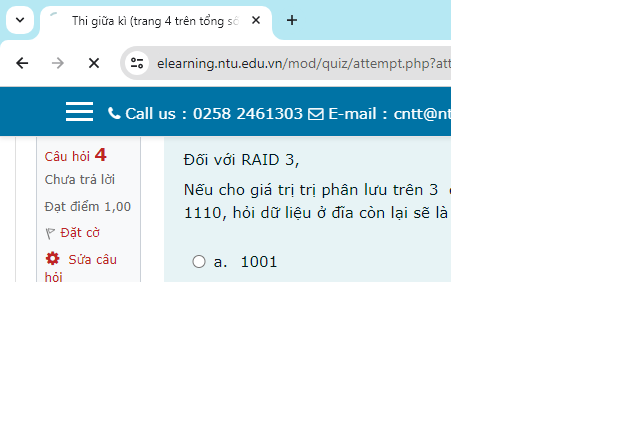 Thi giữa kì (trang 4 trên tổng số
elearning.ntu.edu.vn/mod/quiz/attempt.php?att
Call us : 0258 2461303 E-mail : cntt@nt
Câu hỏi 4
Chưa trả lời
Đạt điểm 1,00
Đặt cờ
Sửa câu
hỏi
Đối với RAID 3,
Nếu cho giá trị trị phân lưu trên 3
1110, hỏi dữ liệu ở đĩa còn lại sẽ là
a. 1001